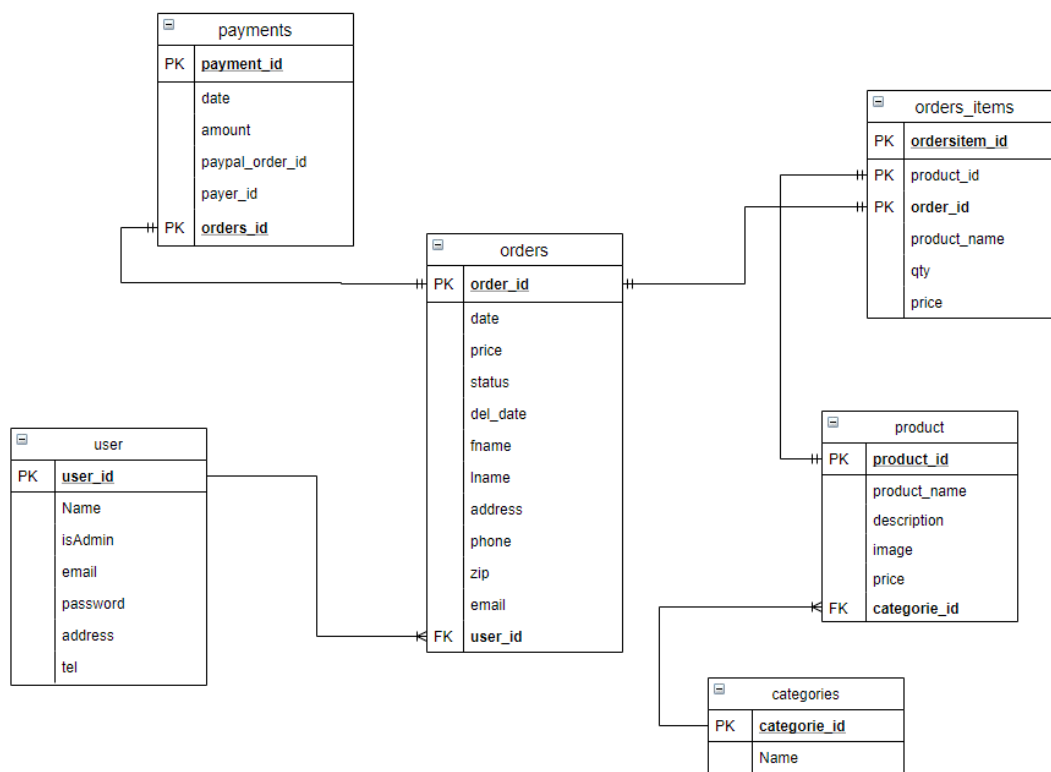 payments
PK payment_id
date
amount
paypal_order_id
payer_id
PK orders_id
orders_items
PK ordersitem_id
PK product_id
PK order_id
product_name
qty
price
orders
PK order_id
date
price
status
del_date
fname
lname
address
phone
zip
email
FK user_id
user
PK user_id
Name
isAdmin
email
password
address
tel
product
PK product_id
product_name
description
image
price
FK categorie_id
categories
PK categorie_id
Name